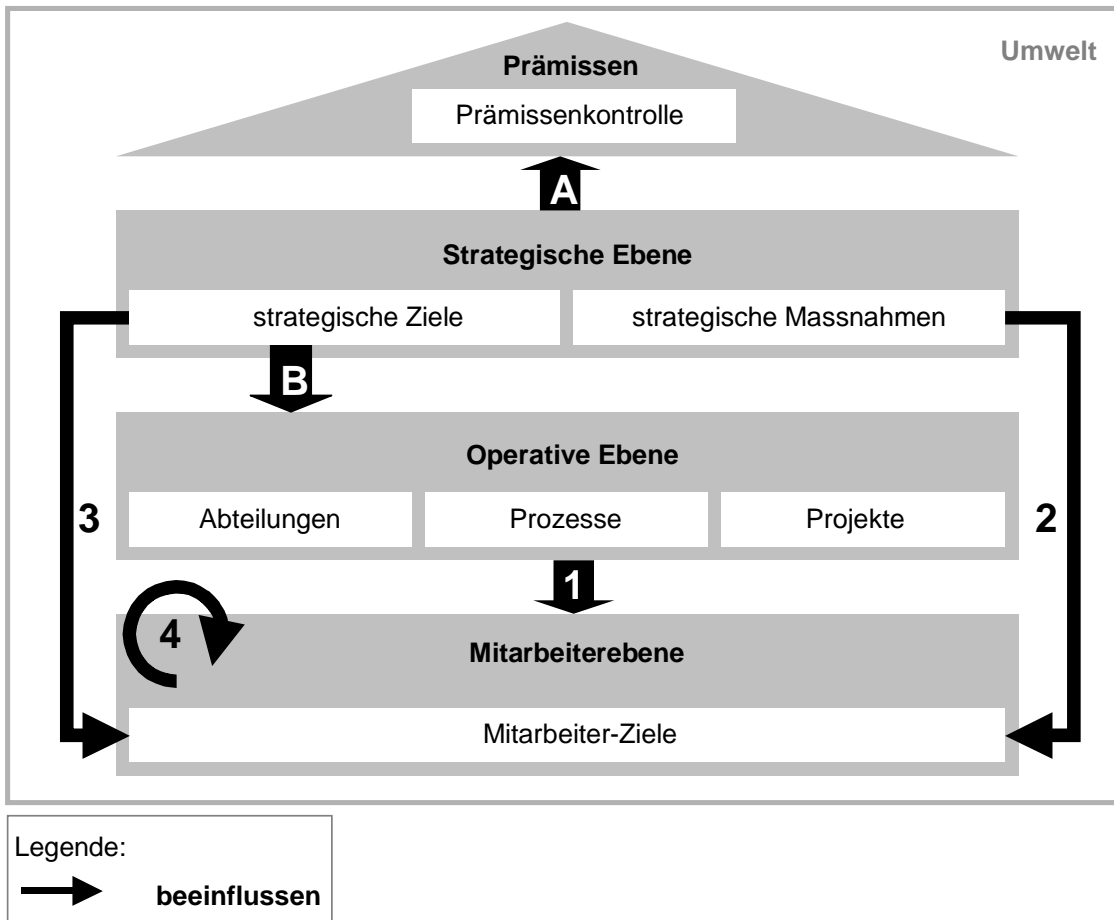 Umwelt
Prämissen
Prämissenkontrolle
A
Strategische Ebene
strategische Ziele
strategische Massnahmen
B
Operative Ebene
3
Abteilungen
Prozesse
Projekte
2
1
4
Mitarbeiterebene
Mitarbeiter-Ziele
Legende:
beeinflussen